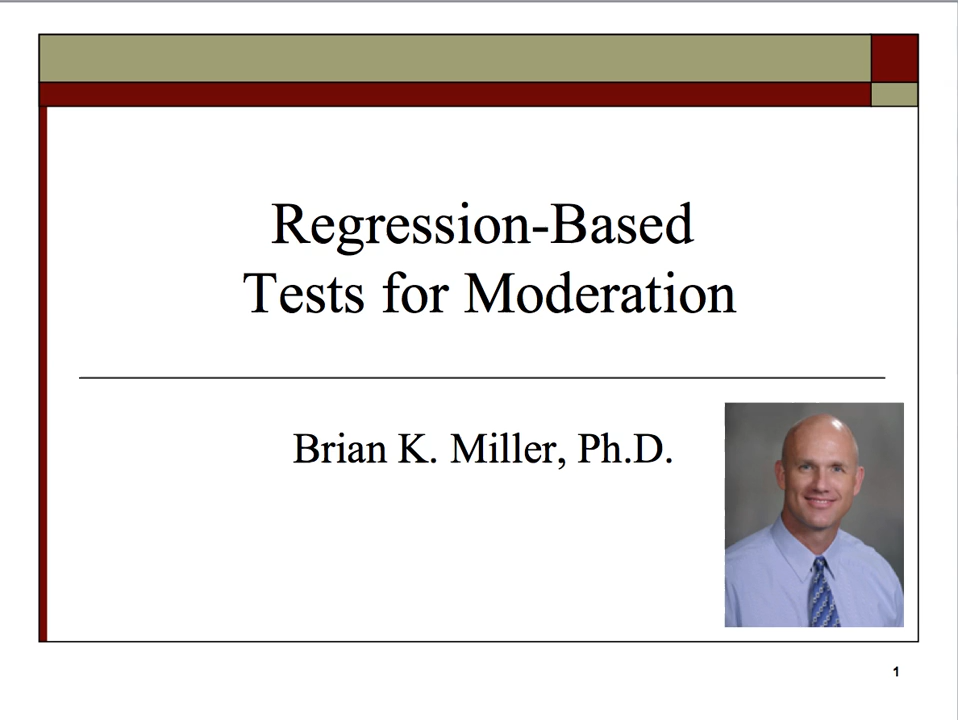 Regression-Based
Tests for Moderation
Brian K. Miller, Ph.D.
1